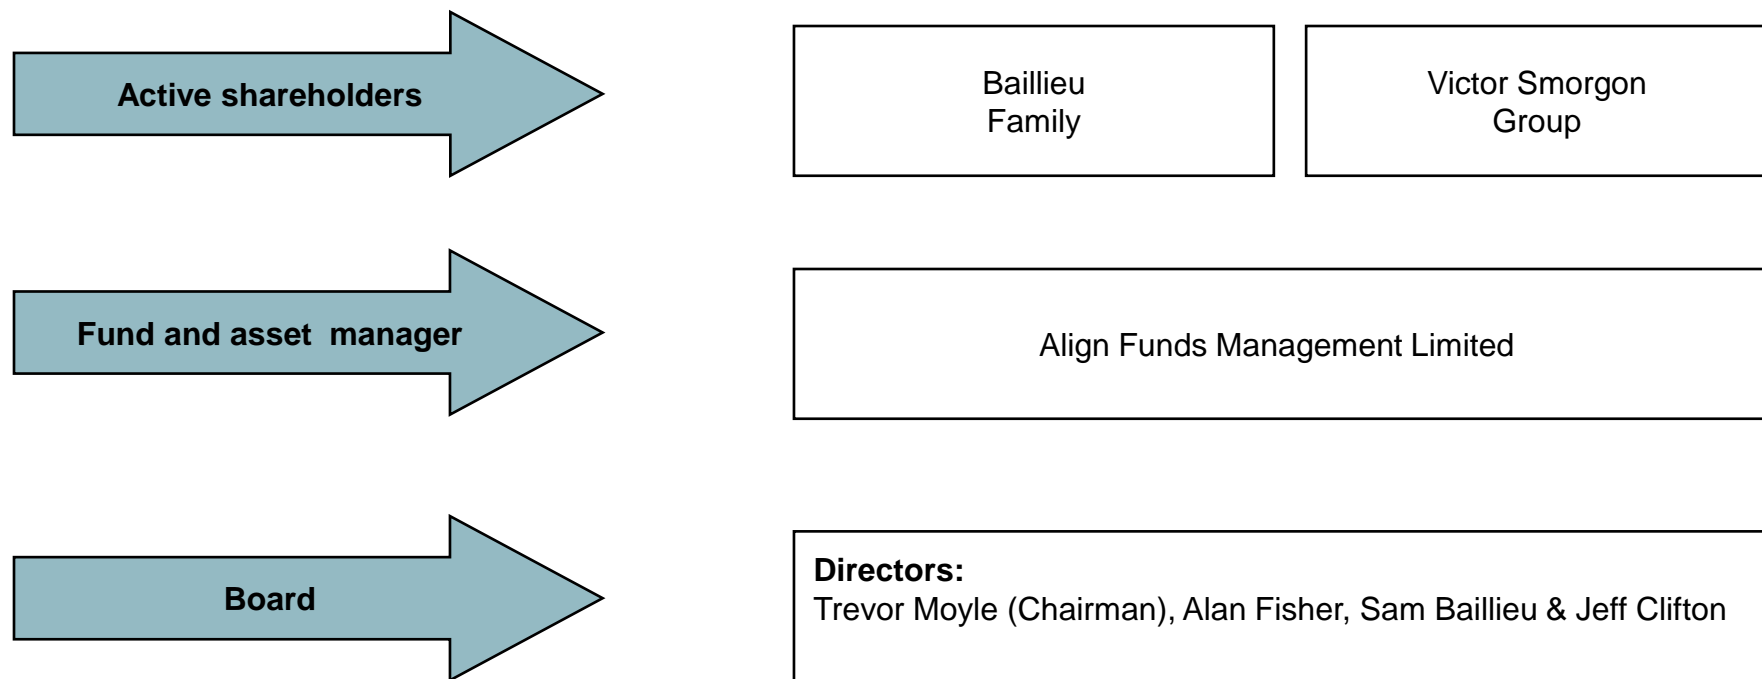 Active shareholders
Baillieu
Family
Victor Smorgon
Group
Fund and asset  manager
Align Funds Management Limited
Board
Directors:
Trevor Moyle (Chairman), Alan Fisher, Sam Baillieu & Jeff Clifton